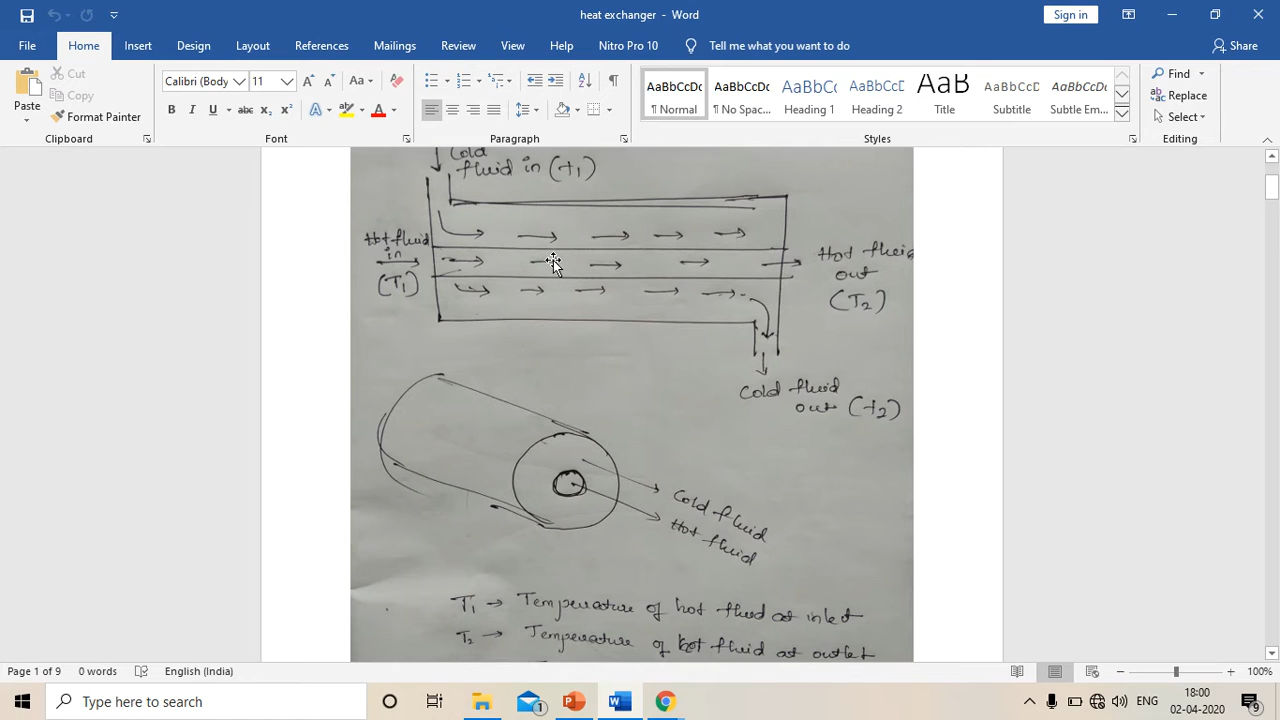 heat exchanger - Word
Sign in
File Home Insert Design Layout References Mailings Review View Help Nitro Pro 10 Tell me what you want to do Share
Paste
Cut
Copy
Format Painter
Clipboard
Calibri (Body 11
Font
Paragraph
AaBbCcDc AaBbCcDc AaBbCc AaBbCcD AaB AaBbCcD AaBbCcDc
¶ Normal ¶ No Spac... Heading 1 Heading 2 Title Subtitle Subtle Em...
Styles
Find
Replace
Select
Editing
Cold
fluid in (t1)
Hot fluid
in
(T1)
Hot fluid
out
(T2)
Cold fluid
out (t2)
Cold fluid
Hot fluid
T1 → Temperature of hot fluid at inlet
T2 → Temperature of hot fluid at outlet
Page 1 of 9 0 words English (India) 100%
Type here to search
1
ENG
18:00
02-04-2020
9